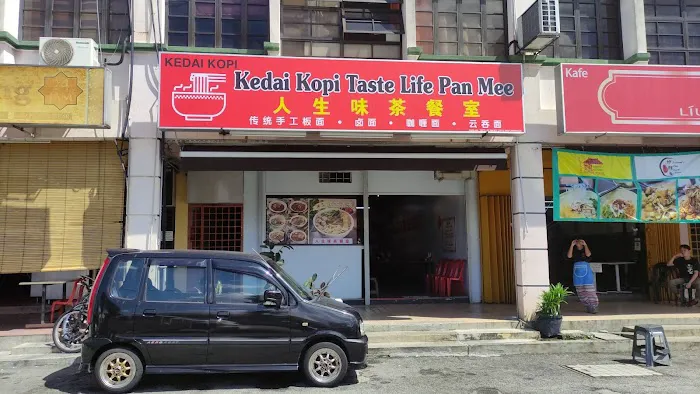 KEDAI KOPI
Kedai Kopi Taste Life Pan Mee
人生味茶餐室
传统手工板面 • 卤面 • 咖喱面 • 云吞面
Kafe